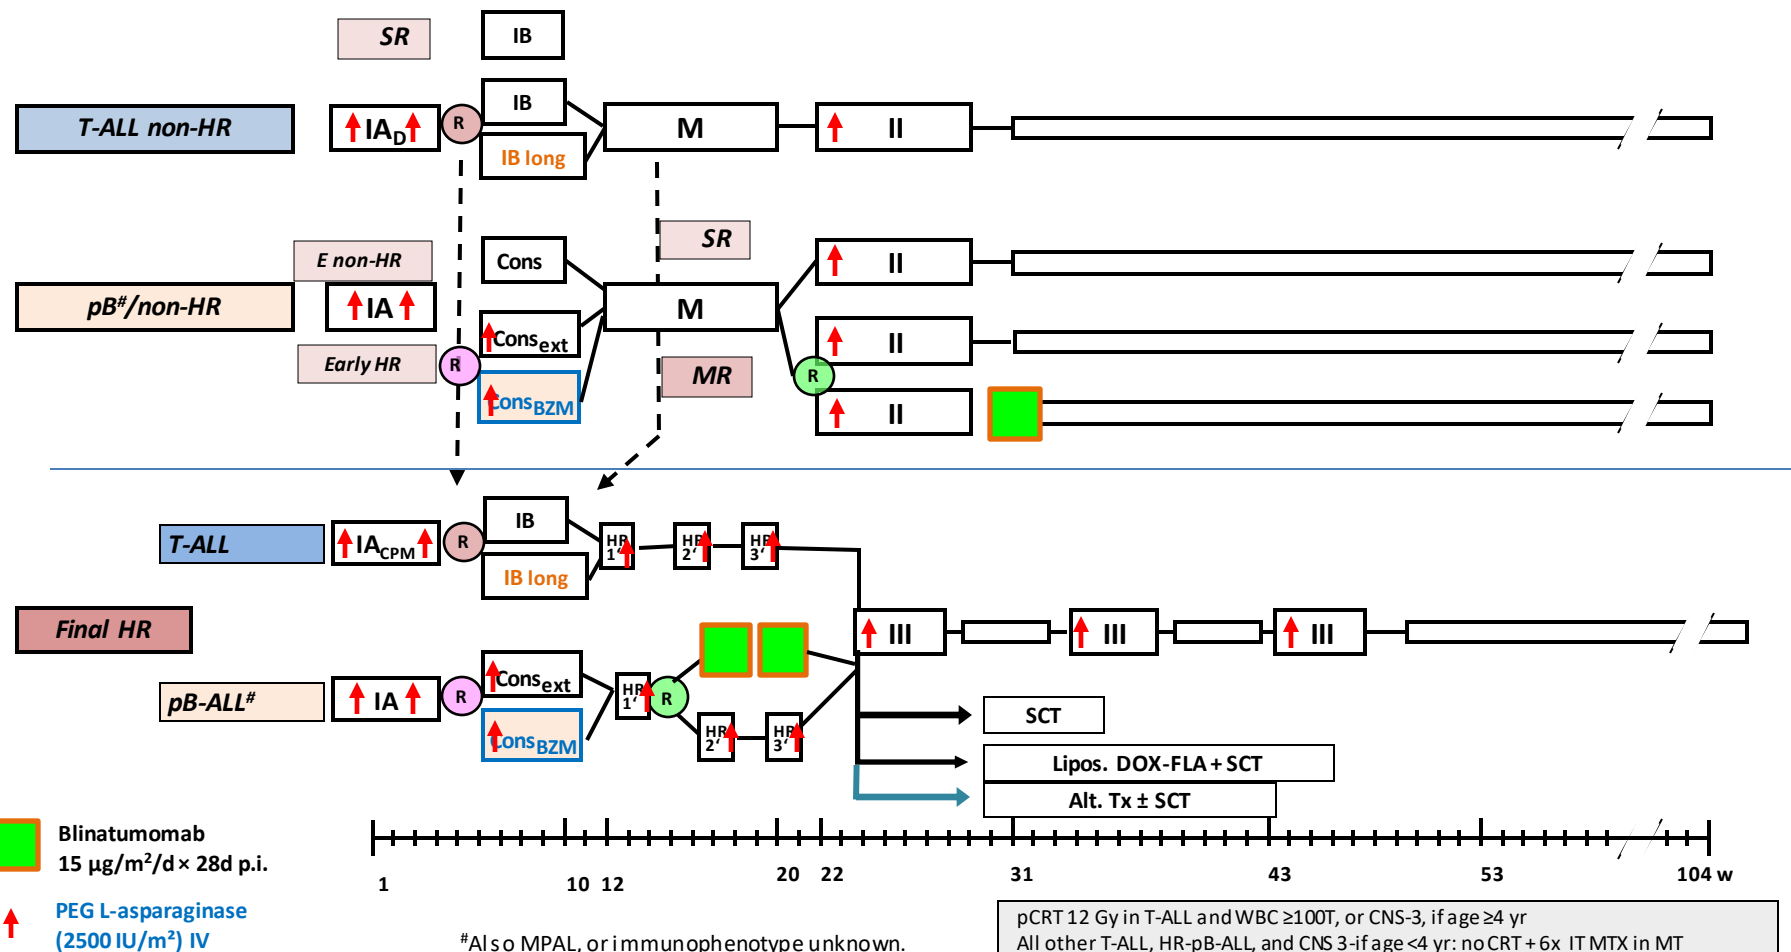 SR
IB
T-ALL non-HR
IA_D
R
IB
IB long
M
II
E non-HR
pB#/non-HR
IA
Early HR
R
Cons
Cons_ext
Cons_BZM
SR
M
MR
II
II
R
II
T-ALL
IA_CPM
R
IB
IB long
HR 1‘
HR 2‘
HR 3‘
Final HR
III
III
III
pB-ALL#
IA
R
Cons_ext
Cons_BZM
HR 1‘
R
HR 2‘
HR 3‘
SCT
Lipos. DOX-FLA + SCT
Alt. Tx ± SCT
1
10 12
20 22
31
43
53
104 w
Blinatumomab
15 µg/m²/d × 28d p.i.
PEG L-asparaginase
(2500 IU/m²) IV
#Also MPAL, or immunophenotype unknown.
pCRT 12 Gy in T-ALL and WBC ≥100T, or CNS-3, if age ≥4 yr
All other T-ALL, HR-pB-ALL, and CNS 3-if age <4 yr: no CRT + 6x IT MTX in MT